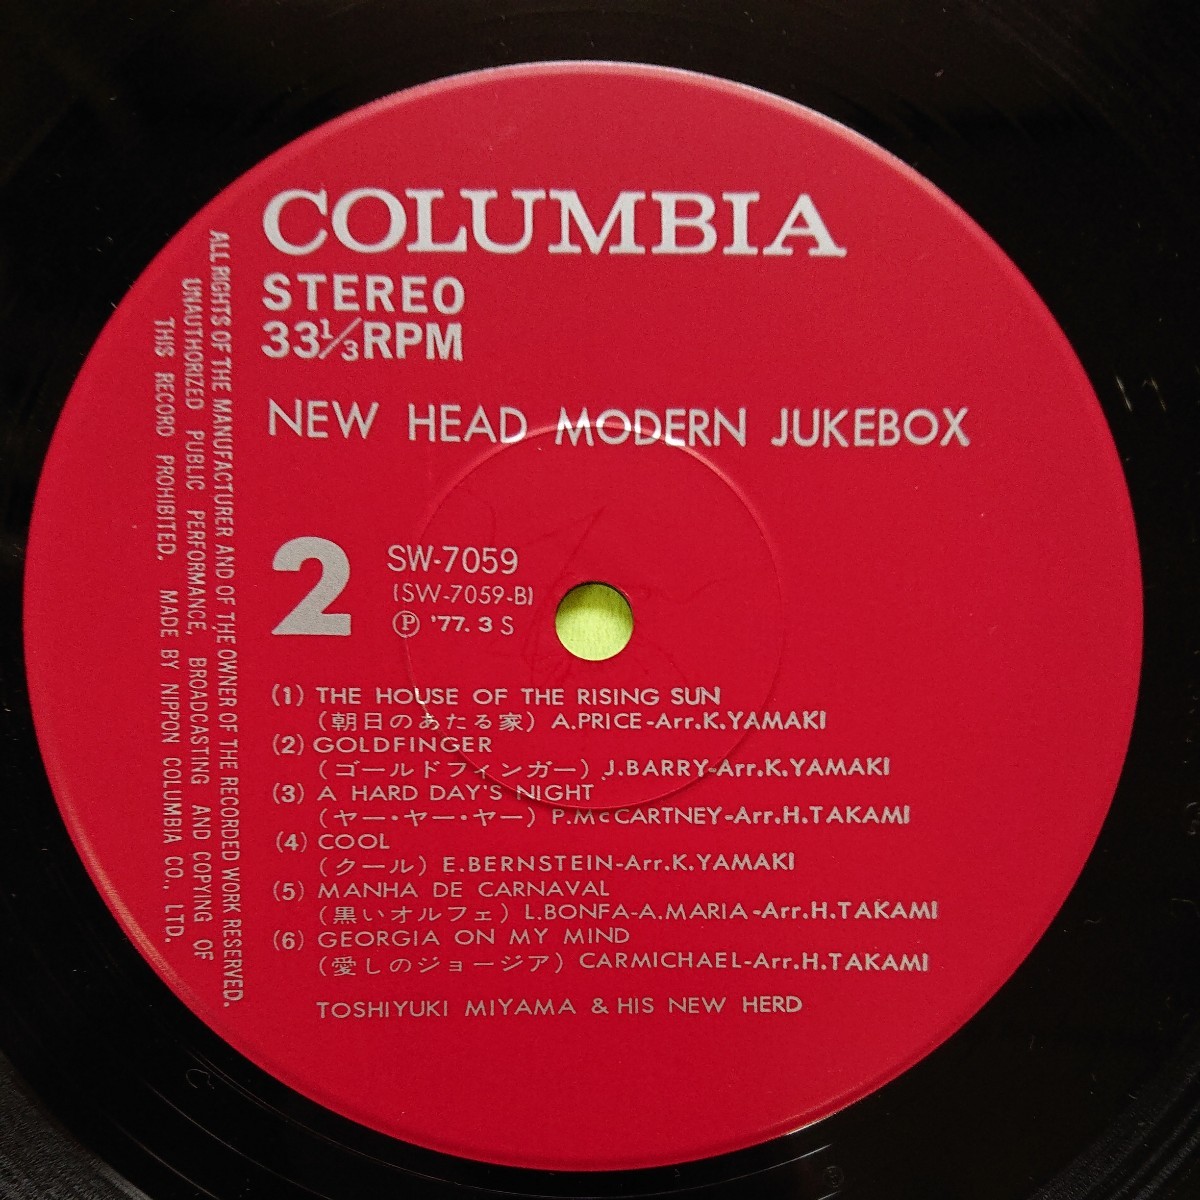 COLUMBIA
STEREO
33⅓RPM
NEW HEAD MODERN JUKEBOX
2
SW-7059
(SW-7059-B)
Ⓟ '77. 3 S
(1) THE HOUSE OF THE RISING SUN
(朝日のあたる家) A.PRICE-Arr.K.YAMAKI
(2) GOLDFINGER
(ゴールドフィンガー) J.BARRY-Arr.K.YAMAKI
(3) A HARD DAY'S NIGHT
(ヤー・ヤー・ヤー) P.McCARTNEY-Arr.H.TAKAMI
(4) COOL
(クール) E.BERNSTEIN-Arr.K.YAMAKI
(5) MANHA DE CARNAVAL
(黒いオルフェ) L.BONFA-A.MARIA-Arr.H.TAKAMI
(6) GEORGIA ON MY MIND
(愛しのジョージア) CARMICHAEL-Arr.H.TAKAMI
TOSHIYUKI MIYAMA & HIS NEW HERD
ALL RIGHTS OF THE MANUFACTURER AND OF THE OWNER OF THE RECORDED WORK RESERVED.
UNAUTHORIZED PUBLIC PERFORMANCE, BROADCASTING AND COPYING OF
THIS RECORD PROHIBITED. MADE BY NIPPON COLUMBIA CO., LTD.